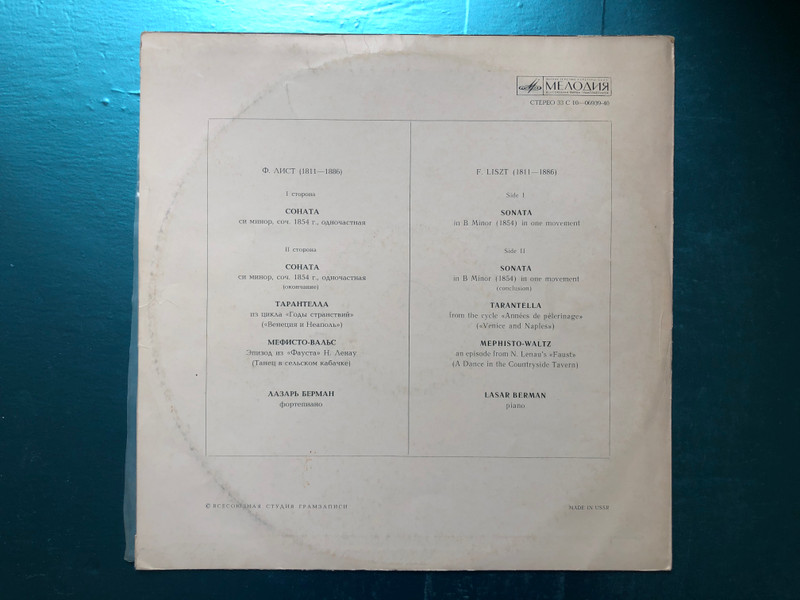 МЕЛОДИЯ
СТЕРЕО 33 С 10—06939-40
Ф. ЛИСТ (1811—1886)
I сторона
СОНАТА
си минор, соч. 1854 г., одночастная
II сторона
СОНАТА
си минор, соч. 1854 г., одночастная
(окончание)
ТАРАНТЕЛЛА
из цикла «Годы странствий»
(«Венеция и Неаполь»)
МЕФИСТО-ВАЛЬС
Эпизод из «Фауста» Н. Ленау
(Танец в сельском кабачке)
ЛАЗАРЬ БЕРМАН
фортепиано
F. LISZT (1811—1886)
Side I
SONATA
in B Minor (1854) in one movement
Side II
SONATA
in B Minor (1854) in one movement
(conclusion)
TARANTELLA
from the cycle «Années de pèlerinage»
(«Venice and Naples»)
MEPHISTO-WALTZ
an episode from N. Lenau's «Faust»
(A Dance in the Countryside Tavern)
LASAR BERMAN
piano
© ВСЕСОЮЗНАЯ СТУДИЯ ГРАМЗАПИСИ
MADE IN USSR